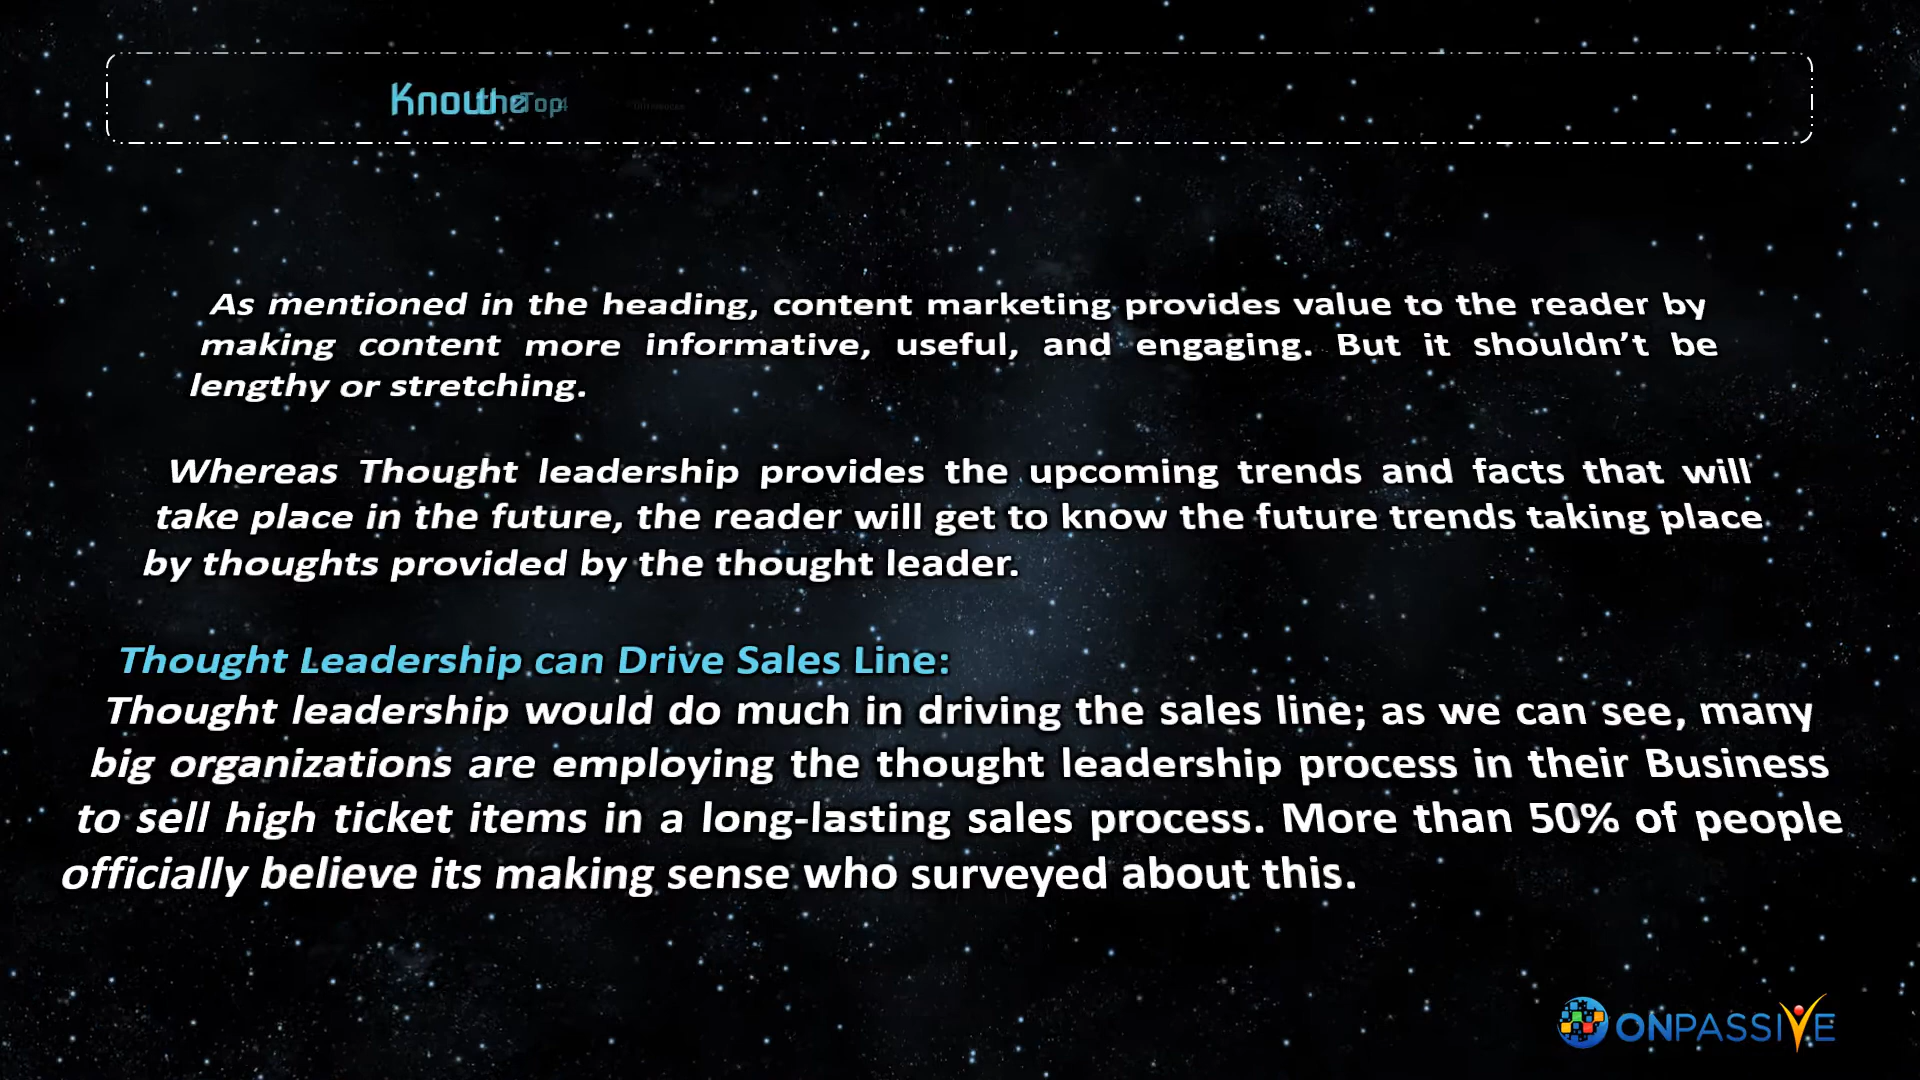 Know the Top 4
As mentioned in the heading, content marketing provides value to the reader by
making content more informative, useful, and engaging. But it shouldn't be
lengthy or stretching.
Whereas Thought leadership provides the upcoming trends and facts that will
take place in the future, the reader will get to know the future trends taking place
by thoughts provided by the thought leader.
Thought Leadership can Drive Sales Line:
Thought leadership would do much in driving the sales line; as we can see, many
big organizations are employing the thought leadership process in their Business
to sell high ticket items in a long-lasting sales process. More than 50% of people
officially believe its making sense who surveyed about this.
ONPASSIVE